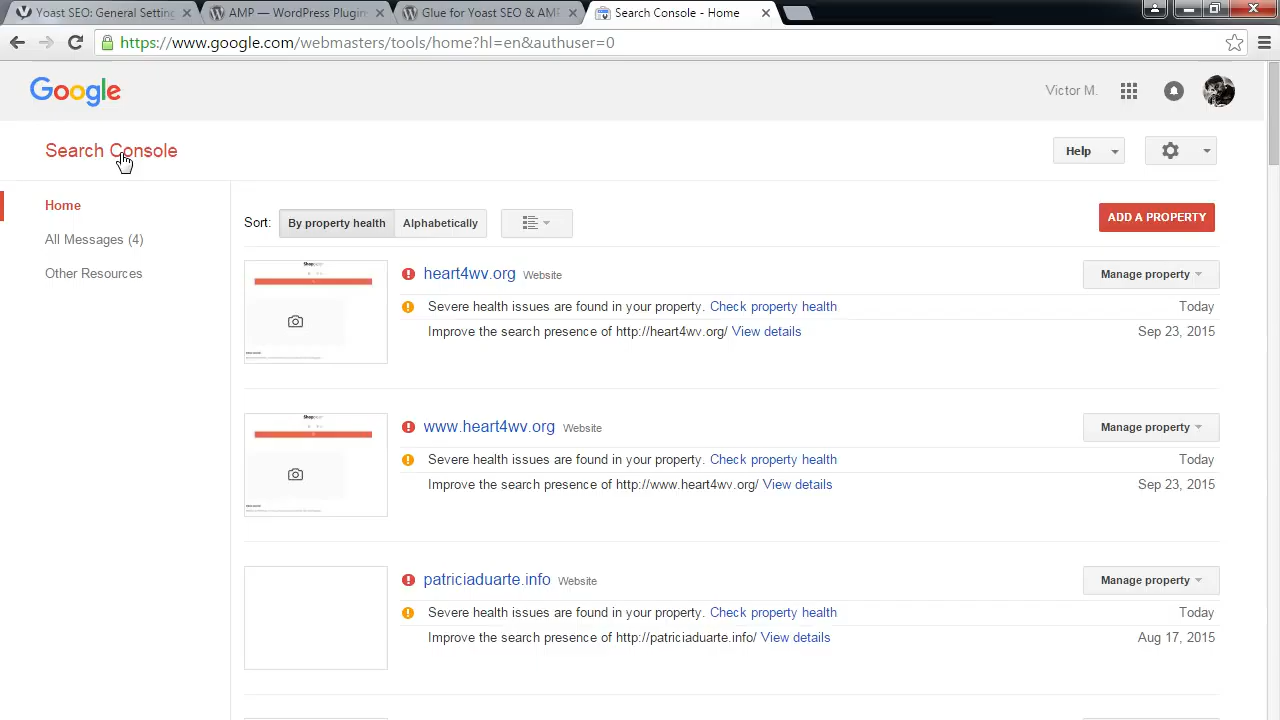 Yoast SEO: General Setting
AMP — WordPress Plugin
Glue for Yoast SEO & AMP
Search Console - Home
https://www.google.com/webmasters/tools/home?hl=en&authuser=0
Google
Victor M.
Search Console
Help
Home
All Messages (4)
Other Resources
Sort: By property health Alphabetically
ADD A PROPERTY
heart4wv.org Website
Manage property
Severe health issues are found in your property. Check property health Today
Improve the search presence of http://heart4wv.org/ View details Sep 23, 2015
www.heart4wv.org Website
Manage property
Severe health issues are found in your property. Check property health Today
Improve the search presence of http://www.heart4wv.org/ View details Sep 23, 2015
patriciaduarte.info Website
Manage property
Severe health issues are found in your property. Check property health Today
Improve the search presence of http://patriciaduarte.info/ View details Aug 17, 2015